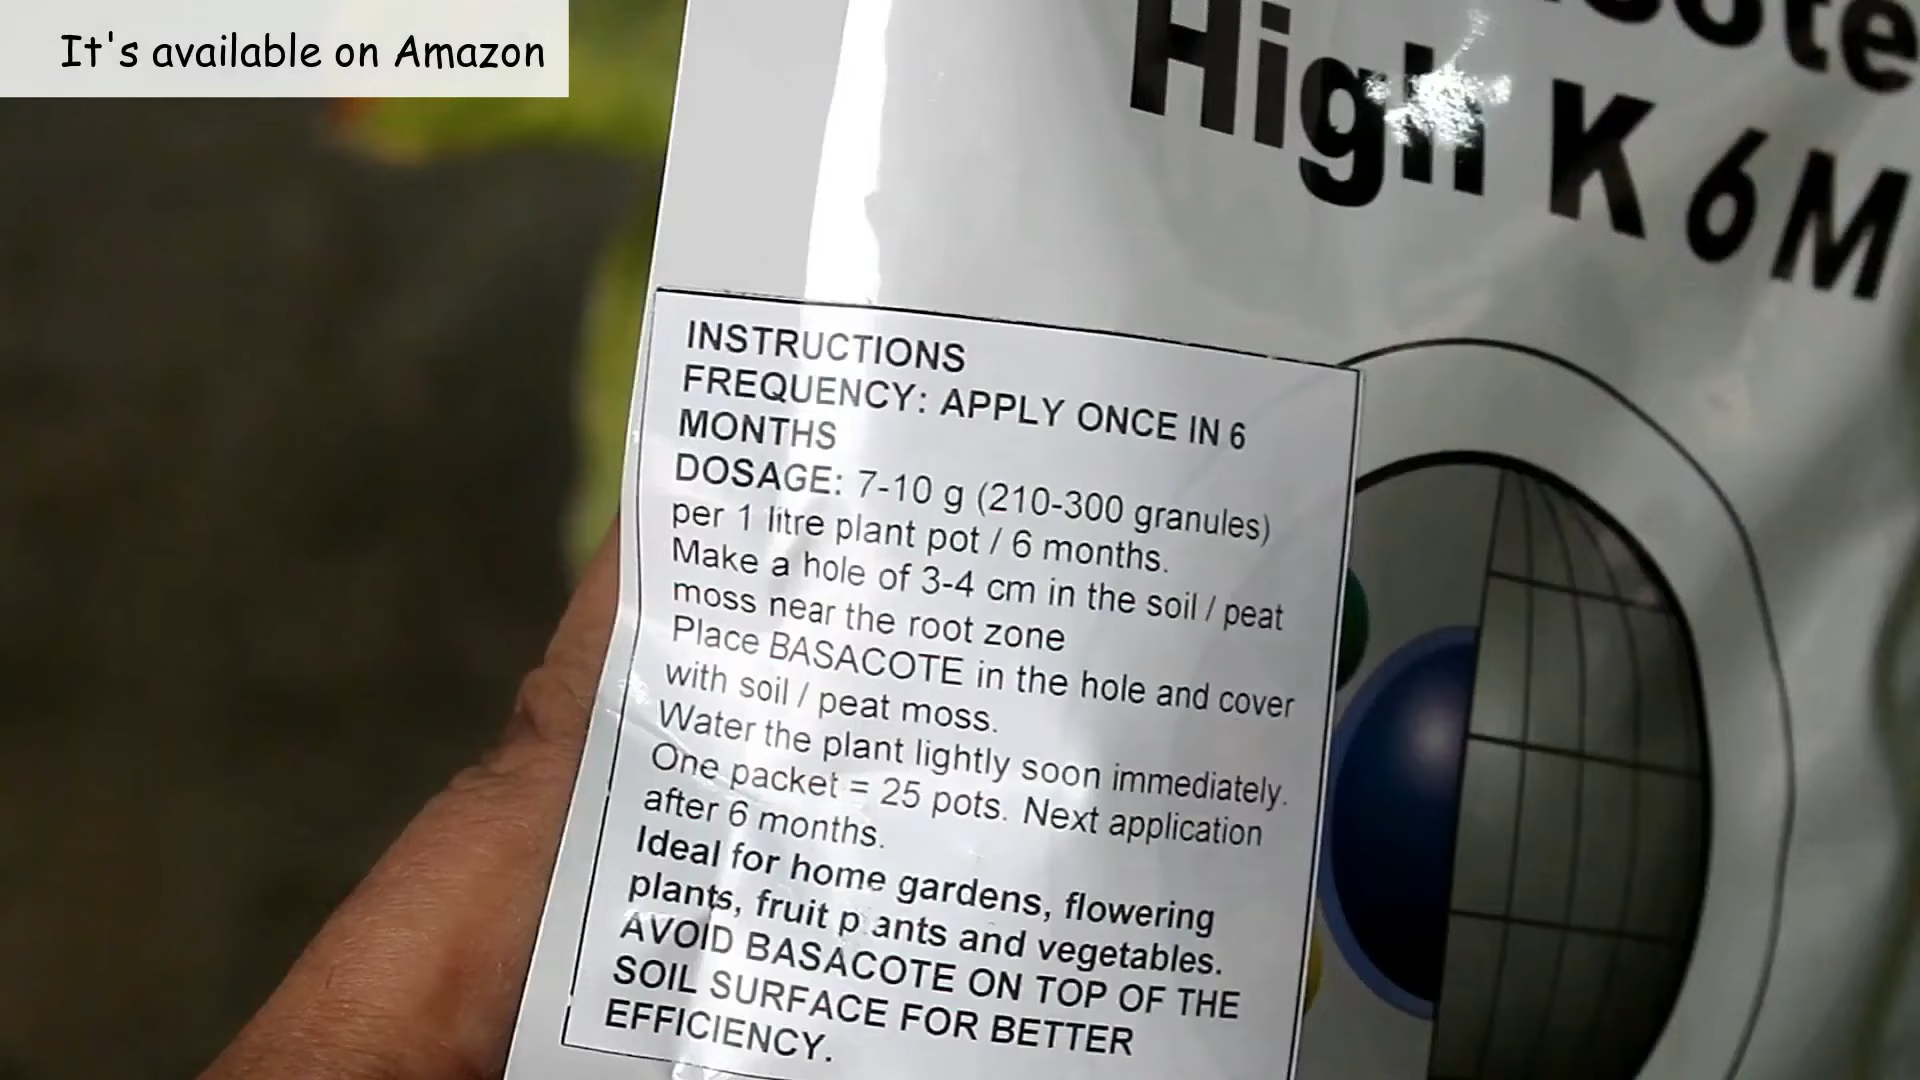 It's available on Amazon
High K 6M
INSTRUCTIONS
FREQUENCY: APPLY ONCE IN 6
MONTHS
DOSAGE: 7-10 g (210-300 granules)
per 1 litre plant pot / 6 months.
Make a hole of 3-4 cm in the soil / peat
moss near the root zone
Place BASACOTE in the hole and cover
with soil / peat moss.
Water the plant lightly soon immediately.
One packet = 25 pots. Next application
after 6 months.
Ideal for home gardens, flowering
plants, fruit plants and vegetables.
AVOID BASACOTE ON TOP OF THE
SOIL SURFACE FOR BETTER
EFFICIENCY.